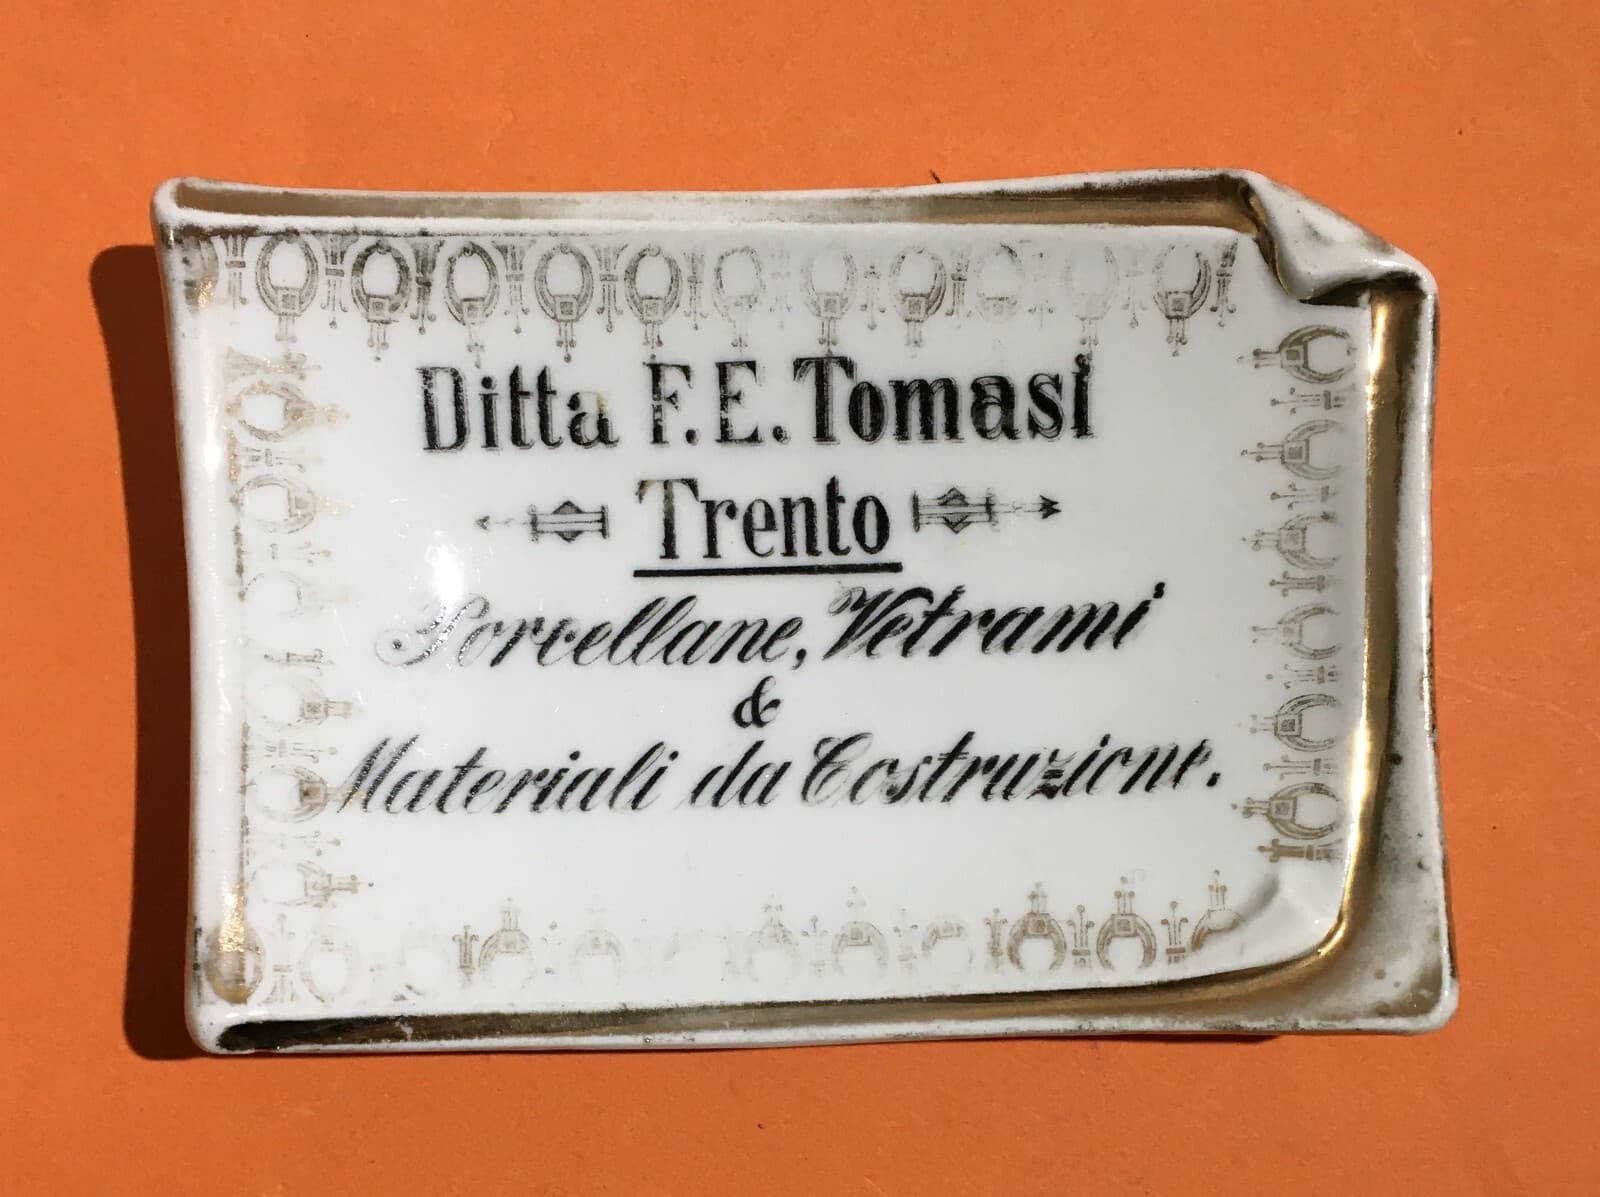 Ditta F. E. Tomasi
Trento
Porcellane, Vetrami
&
Materiali da Costruzione.